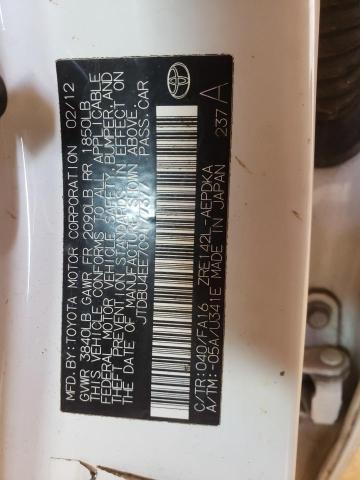 MFD. BY: TOYOTA MOTOR CORPORATION 02/12
GVWR 3840LB GAWR FR 2090LB RR 1850LB
THIS VEHICLE CONFORMS TO ALL APPLICABLE
FEDERAL MOTOR VEHICLE SAFETY, BUMPER, AND
THEFT PREVENTION STANDARDS IN EFFECT ON
THE DATE OF MANUFACTURE SHOWN ABOVE.
PASS. CAR
C/TR: 040/FA16 ZRE142L-AEPDKA
A/TM: -05A/U341E MADE IN JAPAN
237 A